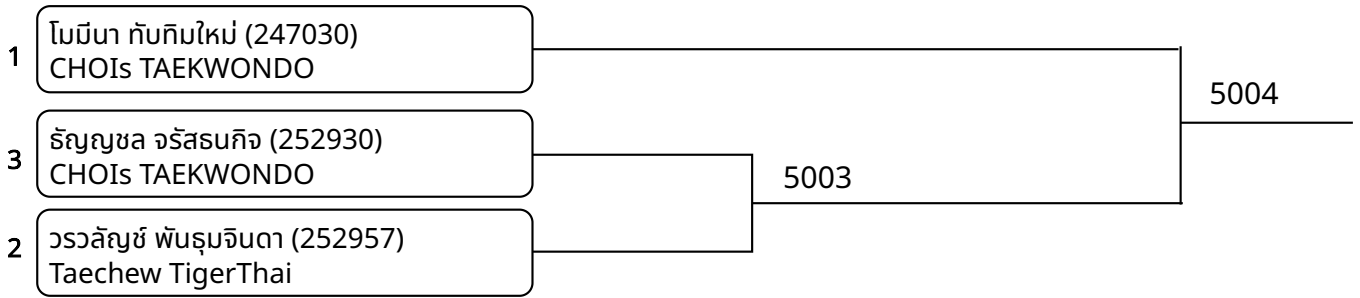 1
โมมีนา ทับทิมใหม่ (247030)
CHOIs TAEKWONDO
5004
3
ธัญญชล จรัสธนกิจ (252930)
CHOIs TAEKWONDO
5003
2
วรวลัญช์ พันธุมจินดา (252957)
Taechew TigerThai